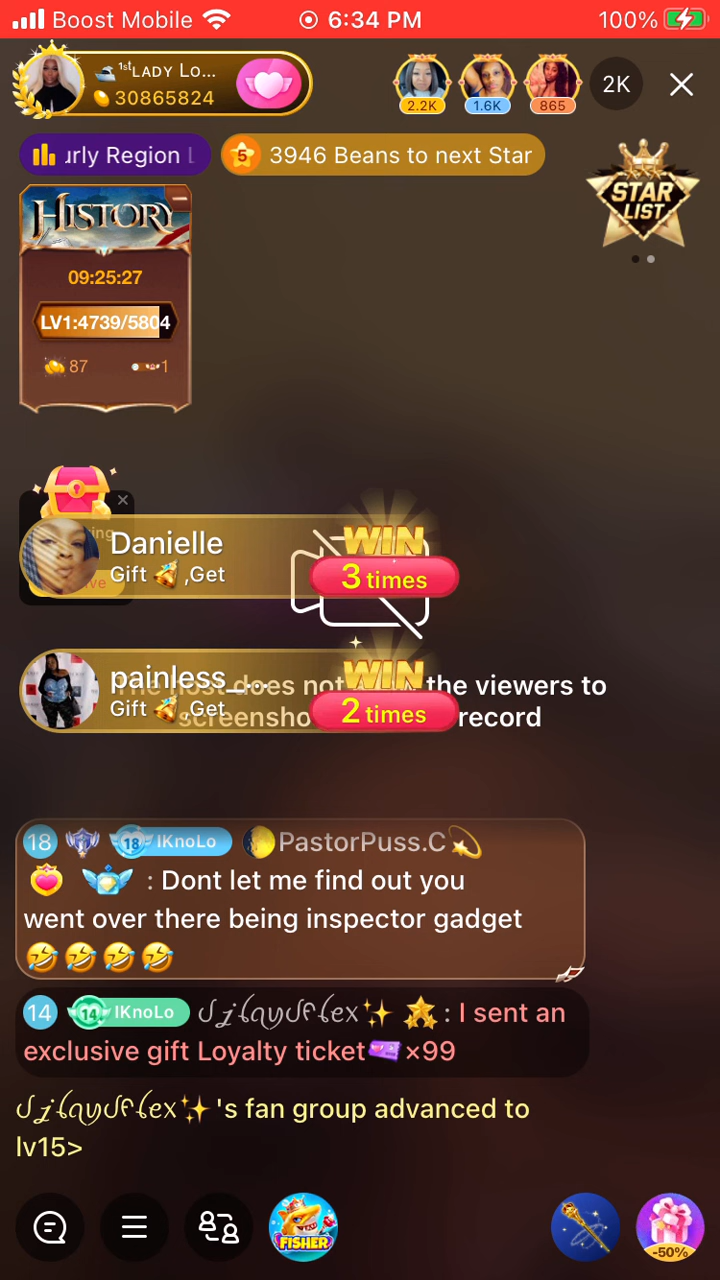 Boost Mobile
6:34 PM
100%
1st LADY Lo...
30865824
2.2K
1.6K
865
2K
urly Region
5
3946 Beans to next Star
STAR
LIST
HISTORY
09:25:27
LV1:4739/5804
87
1
Danielle
Gift ,Get
WIN
3 times
painless_...
Gift ,Get
WIN
2 times
The host does not the viewers to
screensho record
18 18 IKnoLo 🌔PastorPuss.C💫
: Dont let me find out you
went over there being inspector gadget
🤣🤣🤣🤣
14 14 IKnoLo : I sent an
exclusive gift Loyalty ticket ×99
's fan group advanced to
lv15>
FISHER
-50%